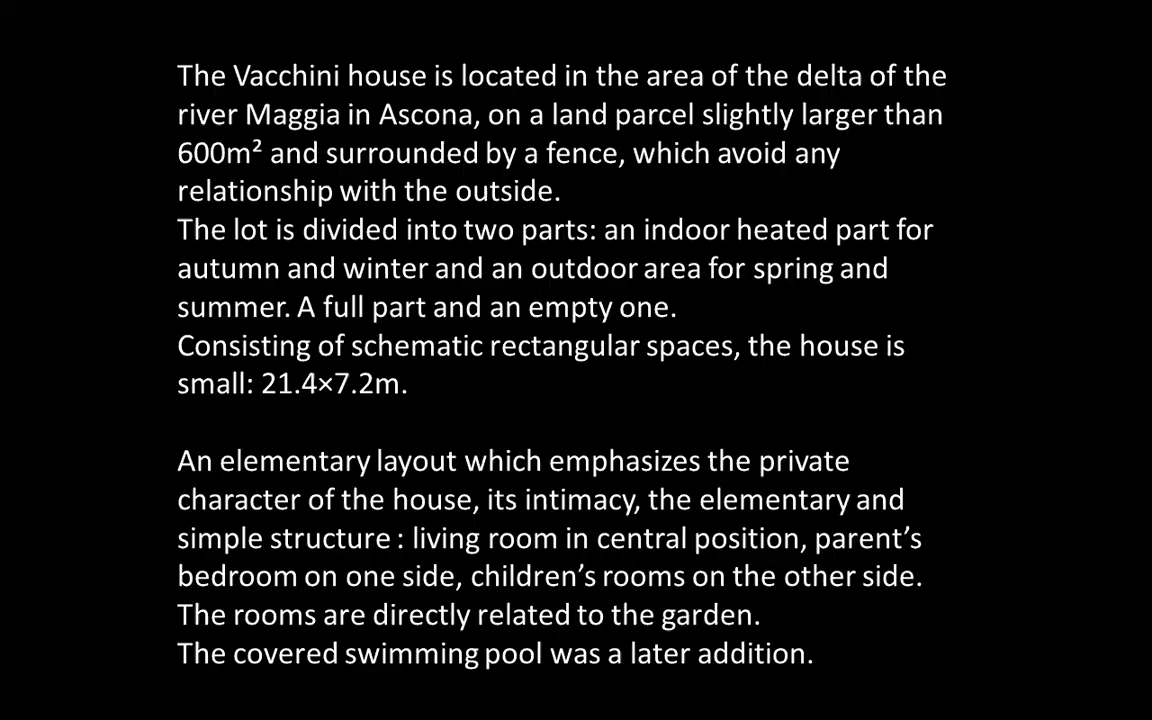 The Vacchini house is located in the area of the delta of the
river Maggia in Ascona, on a land parcel slightly larger than
600m² and surrounded by a fence, which avoid any
relationship with the outside.
The lot is divided into two parts: an indoor heated part for
autumn and winter and an outdoor area for spring and
summer. A full part and an empty one.
Consisting of schematic rectangular spaces, the house is
small: 21.4×7.2m.
An elementary layout which emphasizes the private
character of the house, its intimacy, the elementary and
simple structure : living room in central position, parent’s
bedroom on one side, children’s rooms on the other side.
The rooms are directly related to the garden.
The covered swimming pool was a later addition.